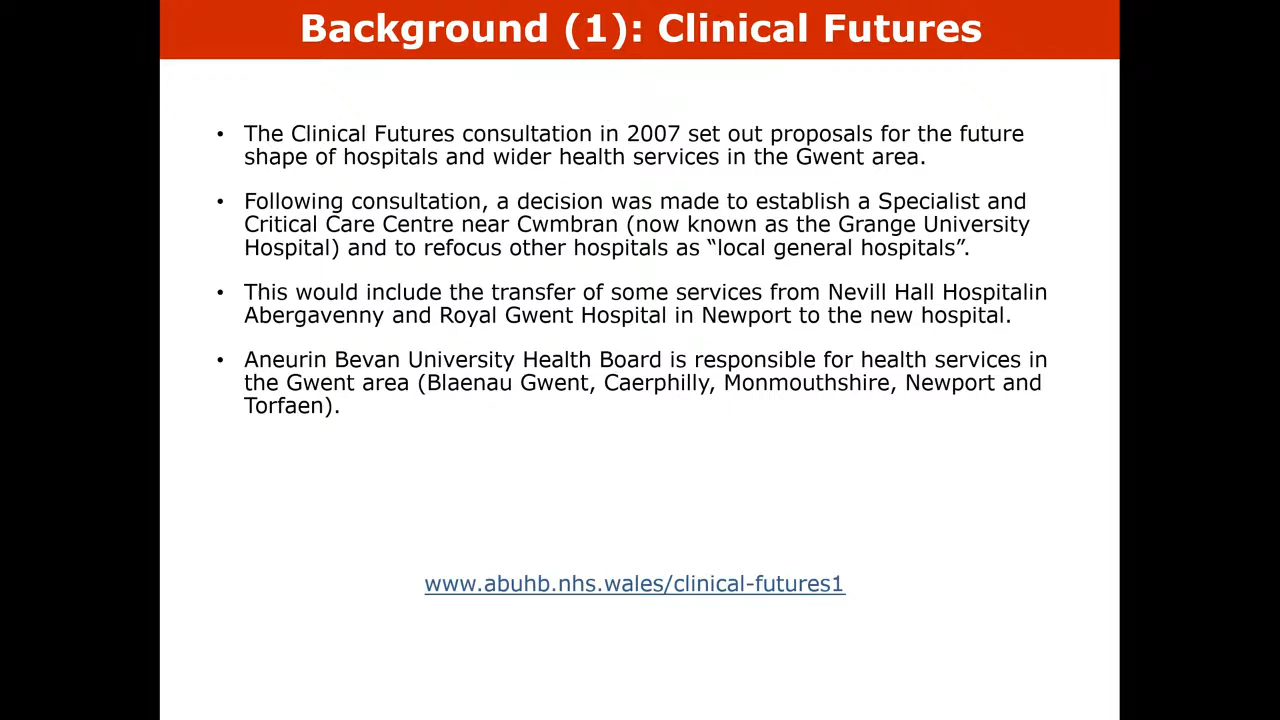 Background (1): Clinical Futures
• The Clinical Futures consultation in 2007 set out proposals for the future
shape of hospitals and wider health services in the Gwent area.
• Following consultation, a decision was made to establish a Specialist and
Critical Care Centre near Cwmbran (now known as the Grange University
Hospital) and to refocus other hospitals as “local general hospitals”.
• This would include the transfer of some services from Nevill Hall Hospitalin
Abergavenny and Royal Gwent Hospital in Newport to the new hospital.
• Aneurin Bevan University Health Board is responsible for health services in
the Gwent area (Blaenau Gwent, Caerphilly, Monmouthshire, Newport and
Torfaen).
www.abuhb.nhs.wales/clinical-futures1